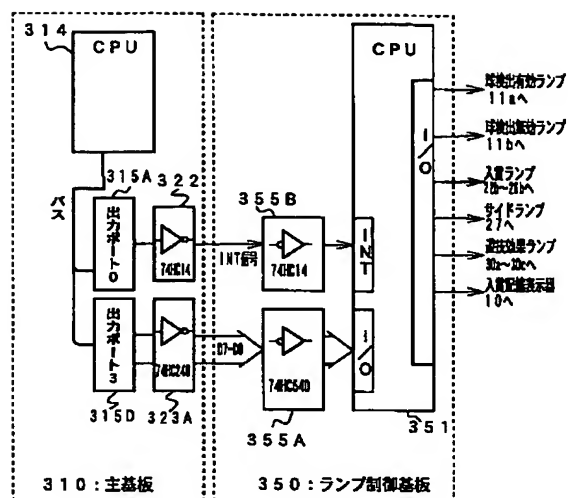 314
CPU
バス
315A
出力ポート0
322
74HC14
INT信号
355B
74HC14
INT
CPU
I/O
球検出有効ランプ
11aへ
球検出無効ランプ
11bへ
入賞ランプ
サイドランプ
27へ
遊技効果ランプ
30a~30cへ
入賞記憶表示器
10へ
出力ポート3
315D
74HC240
323A
D7-D0
74HC540
355A
I/O
351
310:主基板
350:ランプ制御基板